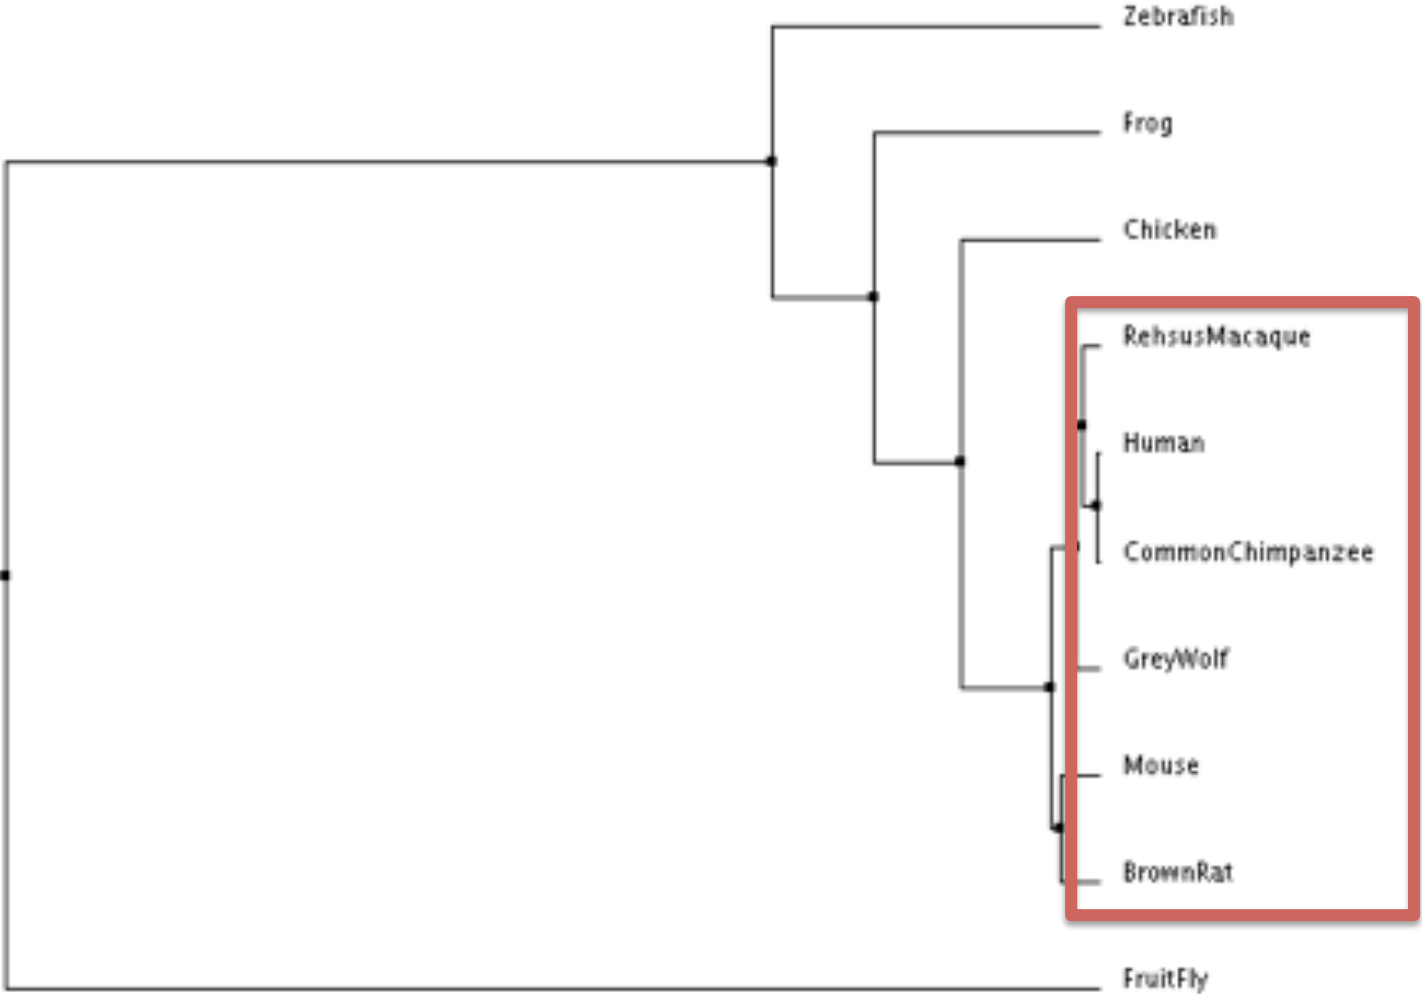 Zebrafish
Frog
Chicken
RehsusMacaque
Human
CommonChimpanzee
GreyWolf
Mouse
BrownRat
FruitFly